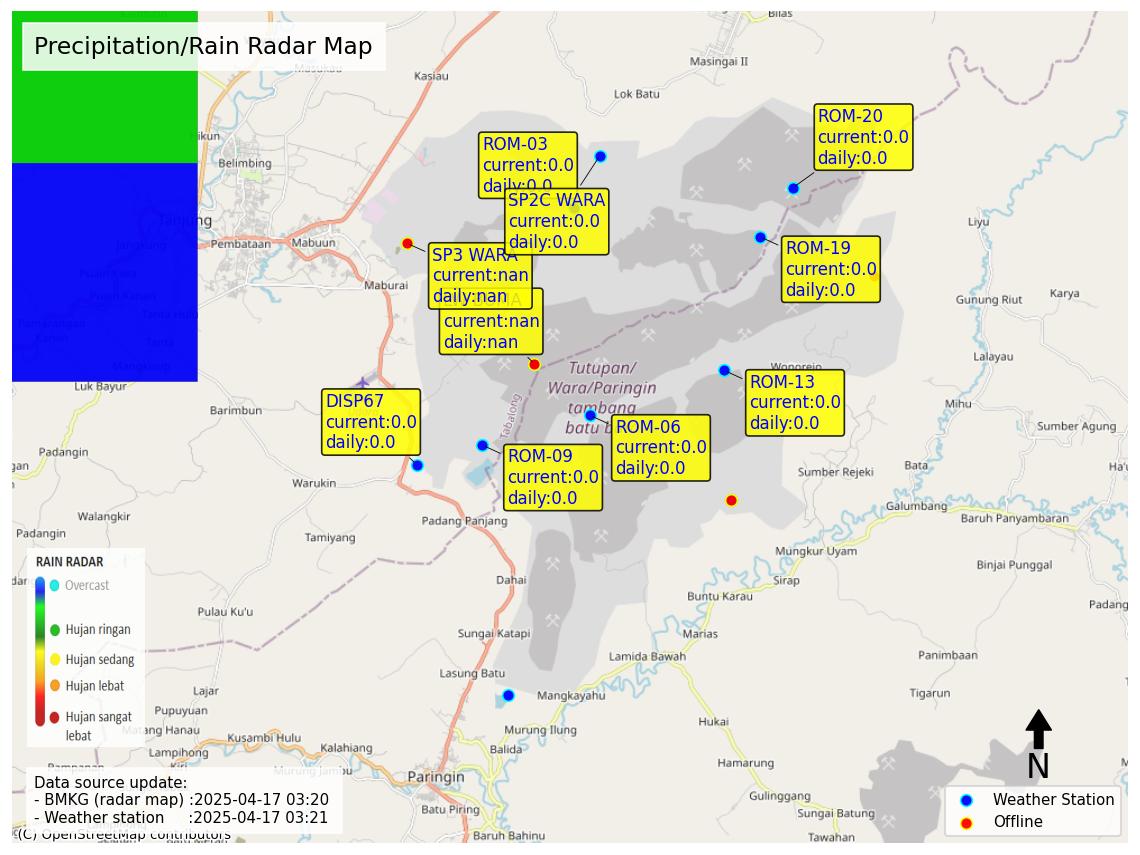 Precipitation/Rain Radar Map
Bilas
Masingai II
Kasiau
Lok Batu
Hikun
Belimbing
Tanjung
Pembataan
Mabuun
Maburai
Liyu
Gunung Riut
Karya
Lalayau
Mihu
Sumber Agung
ROM-03
current:0.0
daily:0.0
SP2C WARA
current:0.0
daily:0.0
ROM-20
current:0.0
daily:0.0
ROM-19
current:0.0
daily:0.0
SP3 WARA
current:nan
daily:nan
current:nan
daily:nan
Tutupan/
Wara/Paringin
tambang
batu
Wonorejo
ROM-13
current:0.0
daily:0.0
DISP67
current:0.0
daily:0.0
ROM-06
current:0.0
daily:0.0
ROM-09
current:0.0
daily:0.0
Tabalong
Luk Bayur
Barimbun
Warukin
Walangkir
Padangin
Tamiyang
Padang Panjang
Sumber Rejeki
Bata
Galumbang
Baruh Panyambaran
Mungkur Uyam
Binjai Punggal
Sirap
Buntu Karau
Dahai
Pulau Ku'u
Sungai Katapi
Marias
Lamida Bawah
Panimbaan
Lasung Batu
Tigarun
Mangkayahu
Lajar
Pupuyuan
Matang Hanau
Lampihong
Kusambi Hulu
Kalahiang
Murung Jambu
Murung Ilung
Balida
Hukai
Hamarung
Paringin
Batu Piring
Baruh Bahinu
Gulinggang
Sungai Batung
Tawahan
RAIN RADAR
Overcast
Hujan ringan
Hujan sedang
Hujan lebat
Hujan sangat
lebat
Data source update:
- BMKG (radar map) :2025-04-17 03:20
- Weather station :2025-04-17 03:21
(C) OpenStreetMap contributors
N
Weather Station
Offline